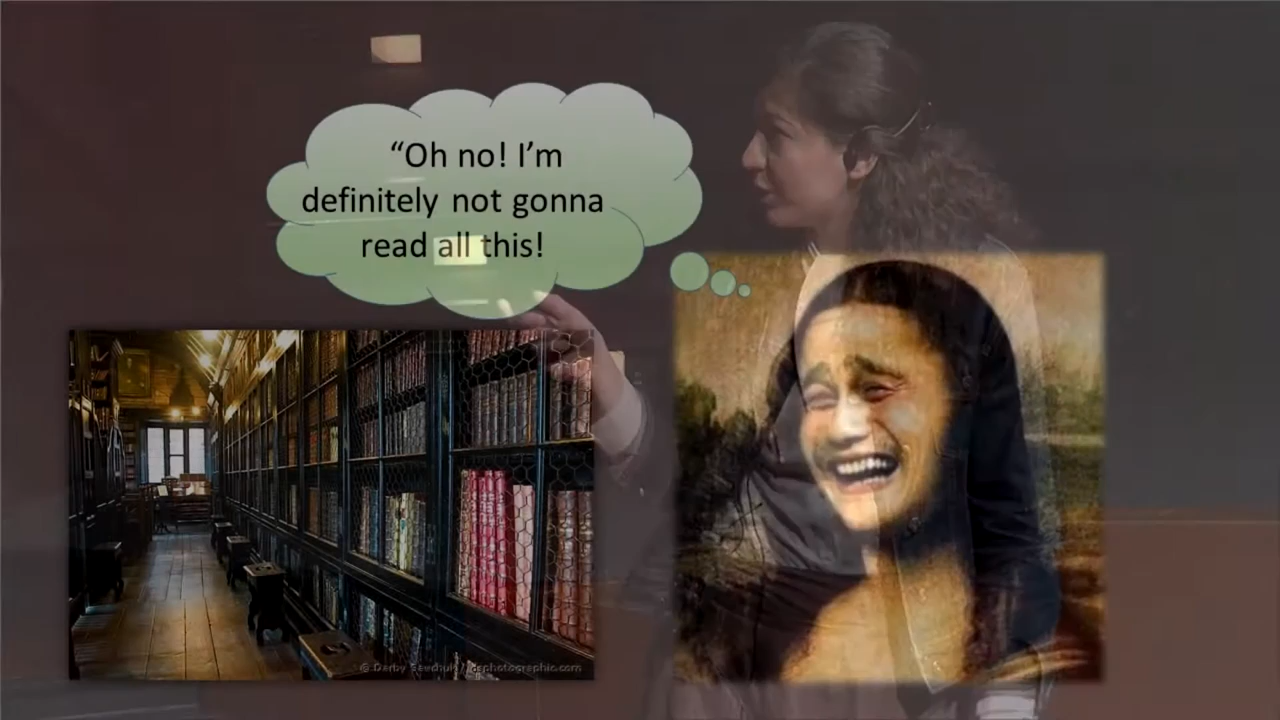 “Oh no! I’m
definitely not gonna
read all this!